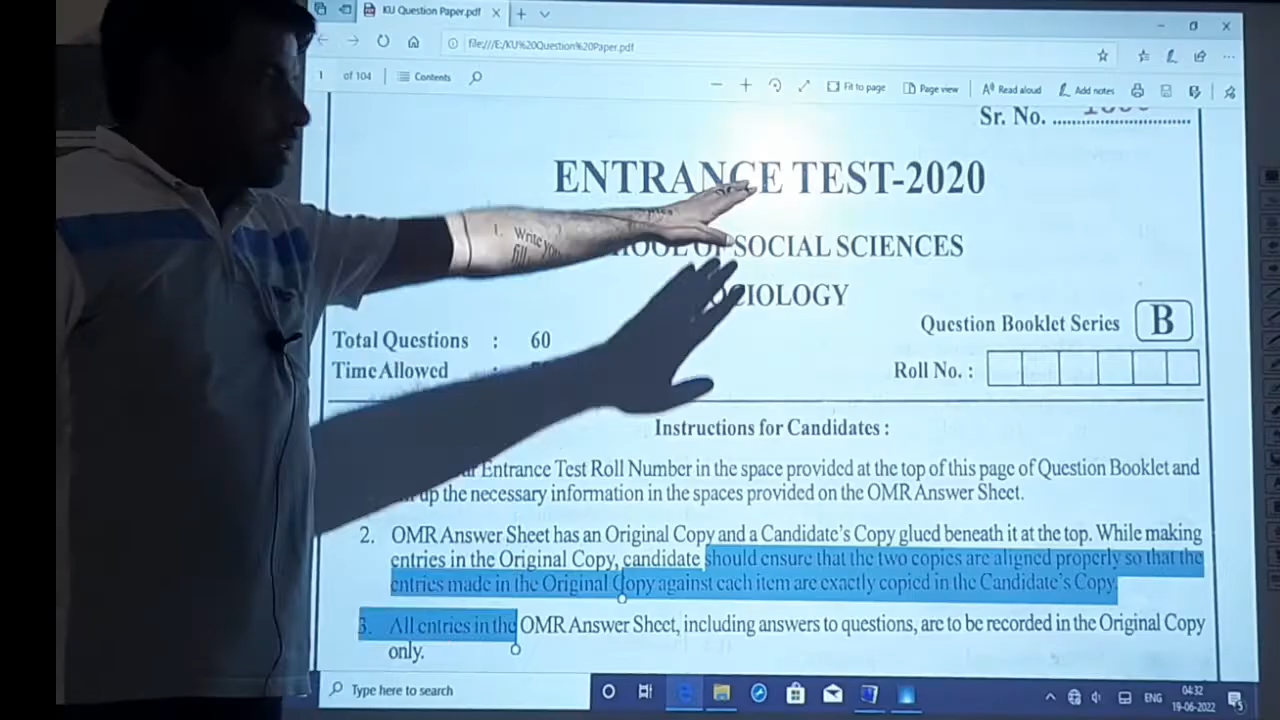 KU Question Paper.pdf
file:///E:/KU%20Question%20Paper.pdf
1 of 104 Contents Fit to page Page view Read aloud Add notes
Sr. No. ..............................
ENTRANCE TEST-2020
OF SOCIAL SCIENCES
Total Questions : 60
Question Booklet Series B
Time Allowed :
Roll No. :
Instructions for Candidates :
1. Write
Entrance Test Roll Number in the space provided at the top of this page of Question Booklet and
fill up the necessary information in the spaces provided on the OMR Answer Sheet.
2. OMR Answer Sheet has an Original Copy and a Candidate's Copy glued beneath it at the top. While making
entries in the Original Copy, candidate should ensure that the two copies are aligned properly so that the
entries made in the Original Copy against each item are exactly copied in the Candidate's Copy.
3. All entries in the OMR Answer Sheet, including answers to questions, are to be recorded in the Original Copy
only.
Type here to search
ENG 04:32
19-06-2022